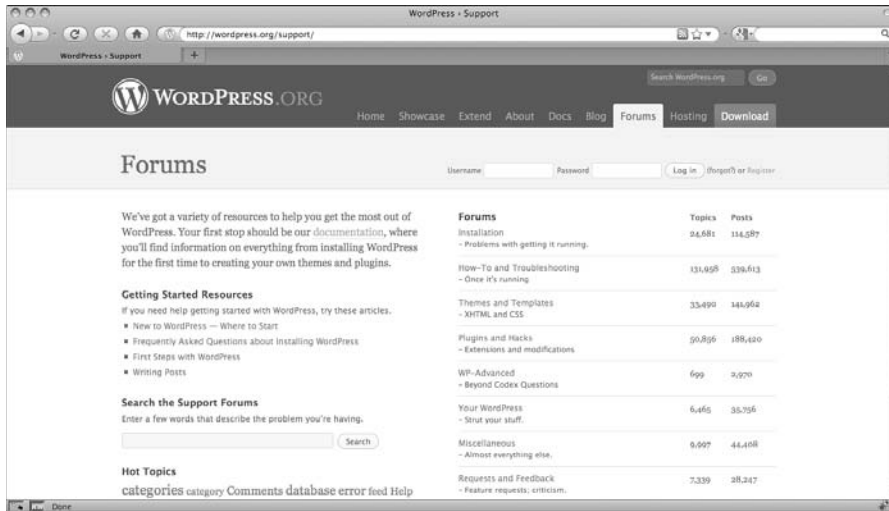 WordPress › Support
http://wordpress.org/support/
WordPress › Support
+
Search WordPress.org
Go
WORDPRESS.ORG
Home Showcase Extend About Docs Blog Forums Hosting Download
Forums
Username
Password
Log in (forgot?) or Register
We've got a variety of resources to help you get the most out of
WordPress. Your first stop should be our documentation, where
you'll find information on everything from installing WordPress
for the first time to creating your own themes and plugins.
Getting Started Resources
If you need help getting started with WordPress, try these articles.
New to WordPress — Where to Start
Frequently Asked Questions about Installing WordPress
First Steps with WordPress
Writing Posts
Search the Support Forums
Enter a few words that describe the problem you're having.
Search
Hot Topics
categories category Comments database error feed Help
Forums Topics Posts
Installation 24,681 114,587
- Problems with getting it running.
How-To and Troubleshooting 131,958 539,613
- Once it's running
Themes and Templates 33,490 141,962
- XHTML and CSS
Plugins and Hacks 50,856 188,420
- Extensions and modifications
WP-Advanced 699 2,970
- Beyond Codex Questions
Your WordPress 6,465 35,756
- Strut your stuff.
Miscellaneous 9,997 44,408
- Almost everything else.
Requests and Feedback 7,339 28,247
- Feature requests; criticism.
Done